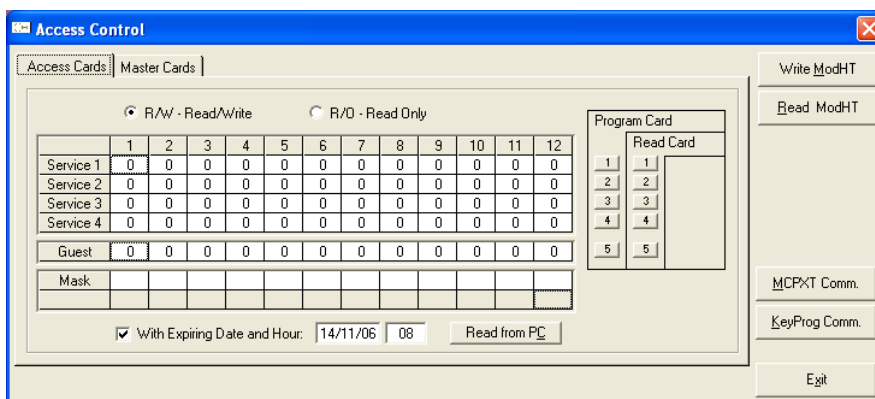 Access Control
Access Cards Master Cards
Write ModHT
Read ModHT
R/W - Read/Write R/O - Read Only
Program Card
Read Card
1 2 3 4 5 6 7 8 9 10 11 12
Service 1 0 0 0 0 0 0 0 0 0 0 0 0 1 1
Service 2 0 0 0 0 0 0 0 0 0 0 0 0 2 2
Service 3 0 0 0 0 0 0 0 0 0 0 0 0 3 3
Service 4 0 0 0 0 0 0 0 0 0 0 0 0 4 4
Guest 0 0 0 0 0 0 0 0 0 0 0 0 5 5
Mask
MCPXT Comm.
With Expiring Date and Hour: 14/11/06 08 Read from PC
KeyProg Comm.
Exit